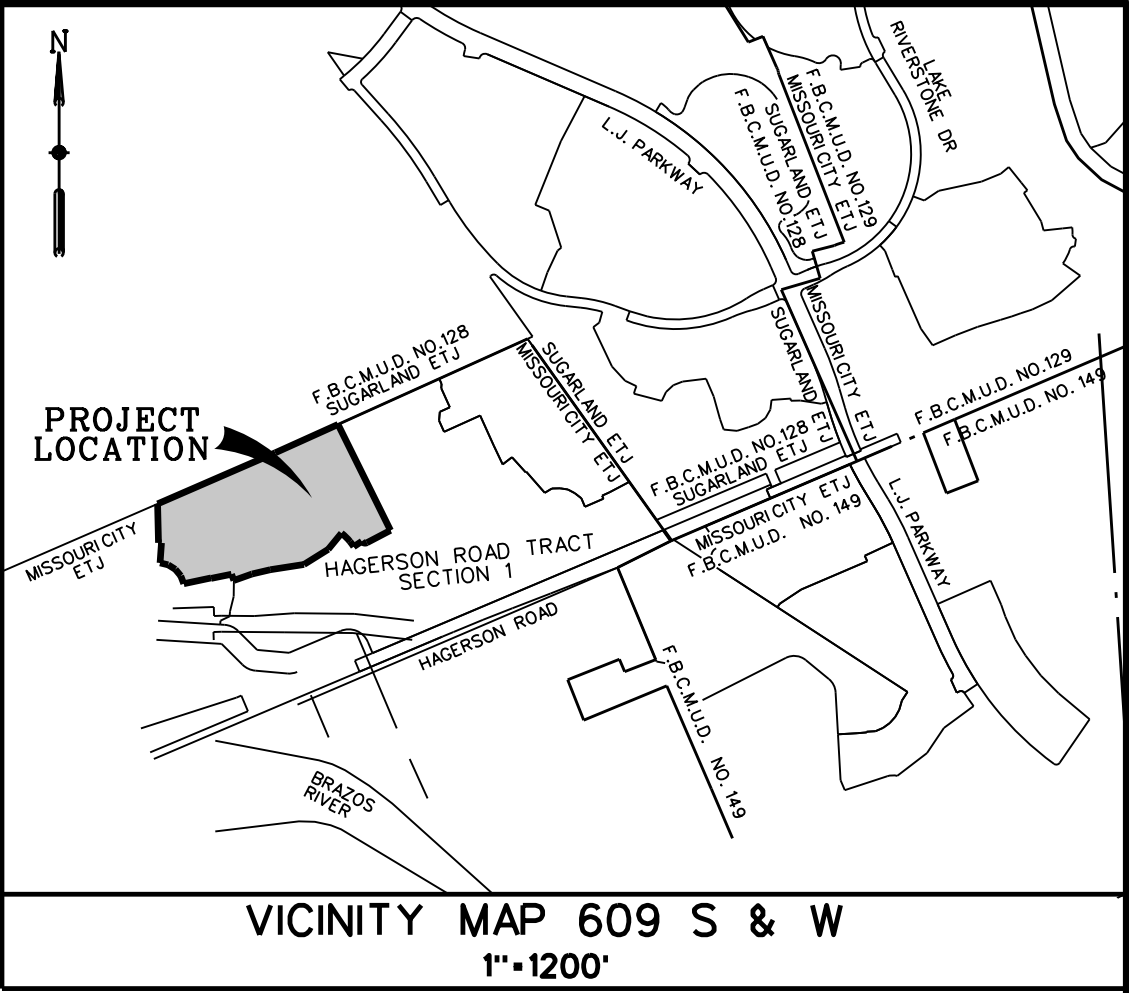 N
LAKE
RIVERSTONE DR
F.B.C.M.U.D. NO.129
MISSOURI CITY ETJ
SUGARLAND ETJ
F.B.C.M.U.D. NO.128
L.J. PARKWAY
MISSOURI CITY ETJ
SUGARLAND ETJ
F.B.C.M.U.D. NO.128
SUGARLAND ETJ
SUGARLAND ETJ
MISSOURI CITY ETJ
F.B.C.M.U.D. NO.129
F.B.C.M.U.D. NO. 149
PROJECT
LOCATION
F.B.C.M.U.D. NO.128
SUGARLAND ETJ
MISSOURI CITY ETJ
F.B.C.M.U.D. NO. 149
L.J. PARKWAY
MISSOURI CITY
ETJ
HAGERSON ROAD TRACT
SECTION 1
HAGERSON ROAD
F.B.C.M.U.D. NO. 149
BRAZOS
RIVER
VICINITY MAP 609 S & W
1"=1200'